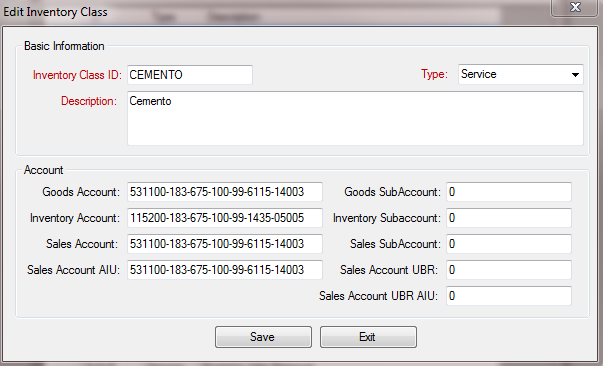 Type Description
Edit Inventory Class
Basic Information
Inventory Class ID: CEMENTO Type: Service
Description: Cemento
Account
Goods Account: 531100-183-675-100-99-6115-14003 Goods SubAccount: 0
Inventory Account: 115200-183-675-100-99-1435-05005 Inventory Subaccount: 0
Sales Account: 531100-183-675-100-99-6115-14003 Sales SubAccount: 0
Sales Account AIU: 531100-183-675-100-99-6115-14003 Sales Account UBR: 0
Sales Account UBR AIU: 0
Save Exit